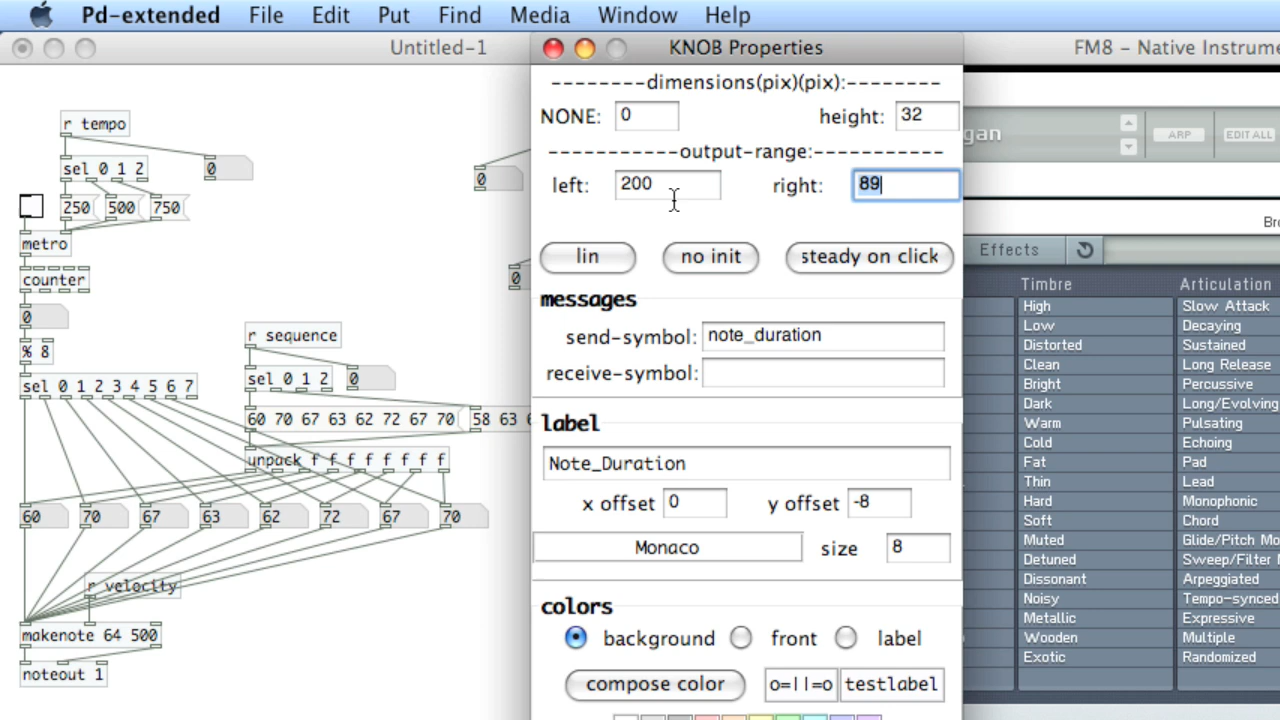 Pd-extended File Edit Put Find Media Window Help
Untitled-1
KNOB Properties
FM8 - Native Instrume
r tempo
0
sel 0 1 2
250 500 750
metro
counter
0
% 8
sel 0 1 2 3 4 5 6 7
r sequence
sel 0 1 2 0
60 70 67 63 62 72 67 70 58 63 6
unpack f f f f f f f f
60 70 67 63 62 72 67 70
r velocity
makenote 64 500
noteout 1
0
0
--------dimensions(pix)(pix):--------
NONE: 0 height: 32
-----------output-range:-----------
left: 200 right: 89
lin no init steady on click
messages
send-symbol: note_duration
receive-symbol:
label
Note_Duration
x offset 0 y offset -8
Monaco size 8
colors
background front label
compose color o=||=o testlabel
gan ARP EDIT ALL
Bro
Effects
Timbre Articulation
High Slow Attack
Low Decaying
Distorted Sustained
Clean Long Release
Bright Percussive
Dark Long/Evolving
Warm Pulsating
Cold Echoing
Fat Pad
Thin Lead
Hard Monophonic
Soft Chord
Muted Glide/Pitch Mo
Detuned Sweep/Filter M
Dissonant Arpeggiated
Noisy Tempo-synced
Metallic Expressive
Wooden Multiple
Exotic Randomized